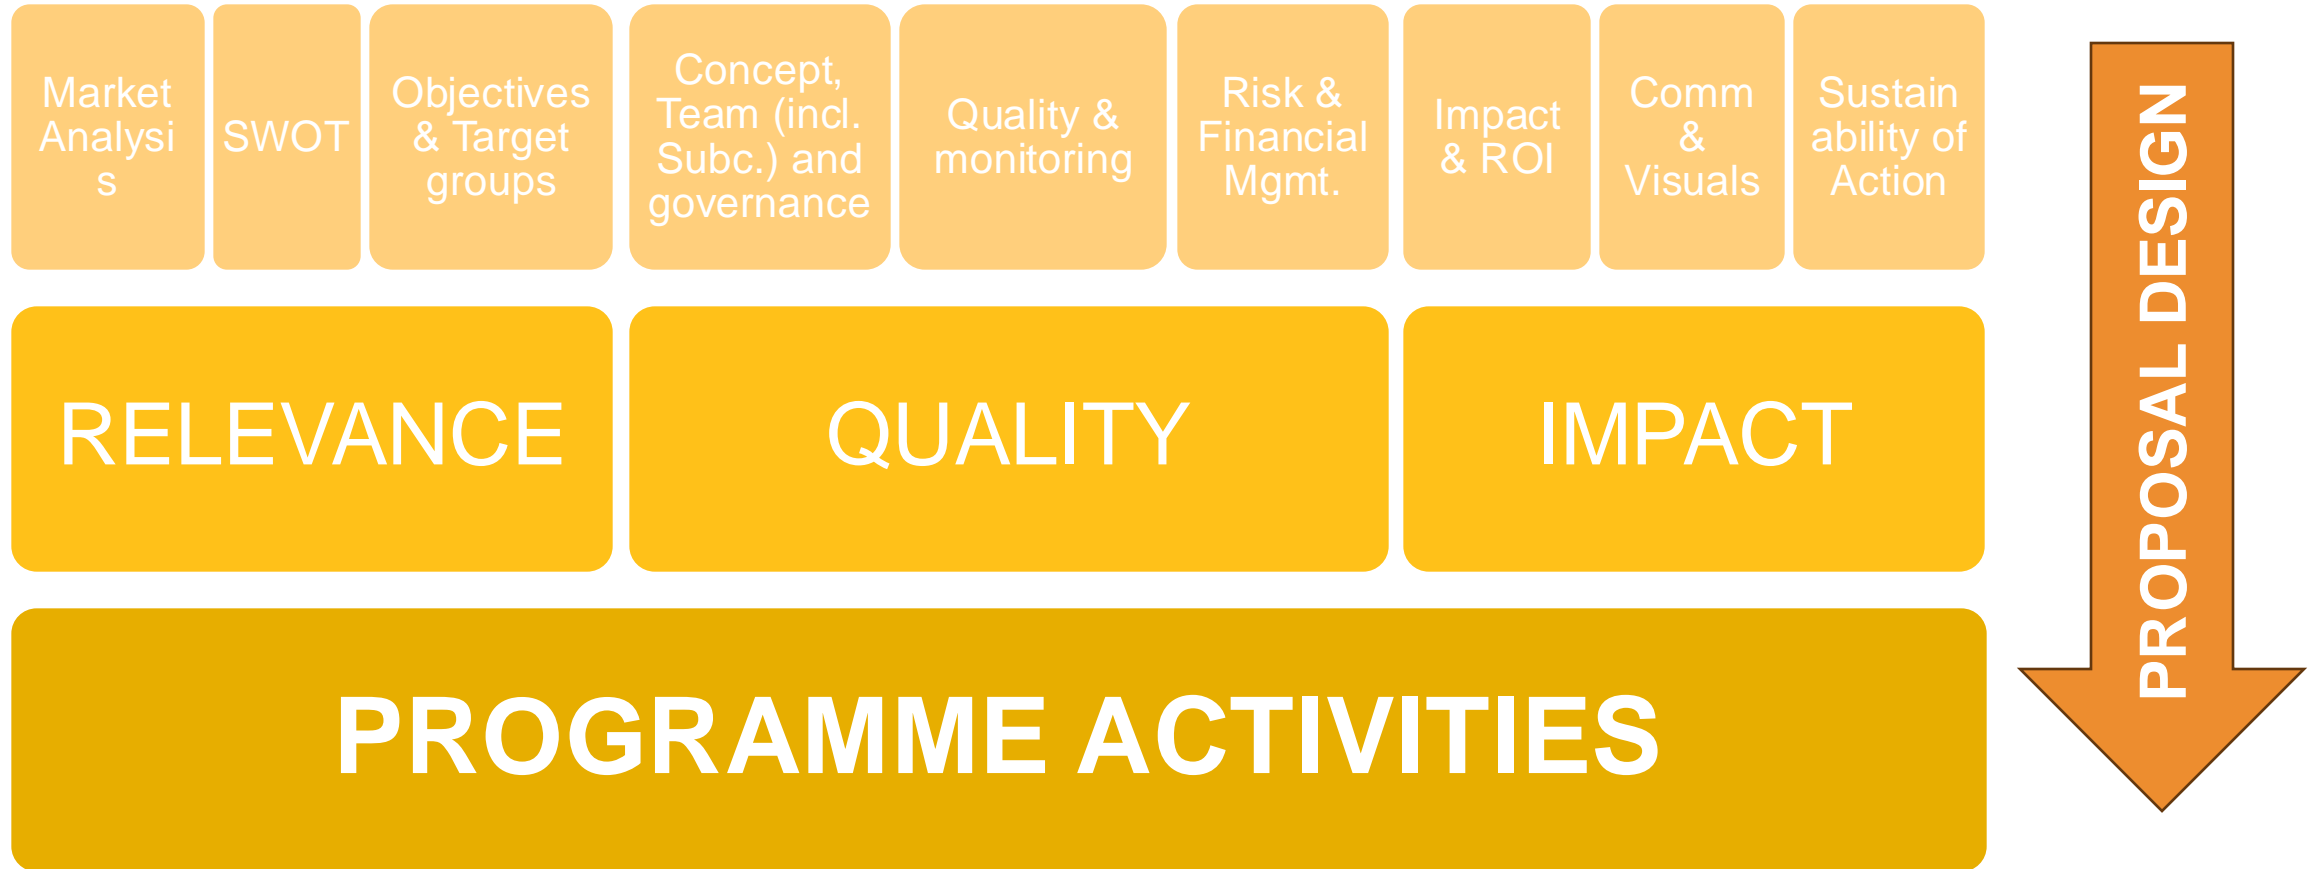 Market
Analysi
s
SWOT
Objectives
& Target
groups
Concept,
Team (incl.
Subc.) and
governance
Quality &
monitoring
Risk &
Financial
Mgmt.
Impact
& ROI
Comm
&
Visuals
Sustain
ability of
Action
RELEVANCE
QUALITY
IMPACT
PROGRAMME ACTIVITIES
PROPOSAL DESIGN